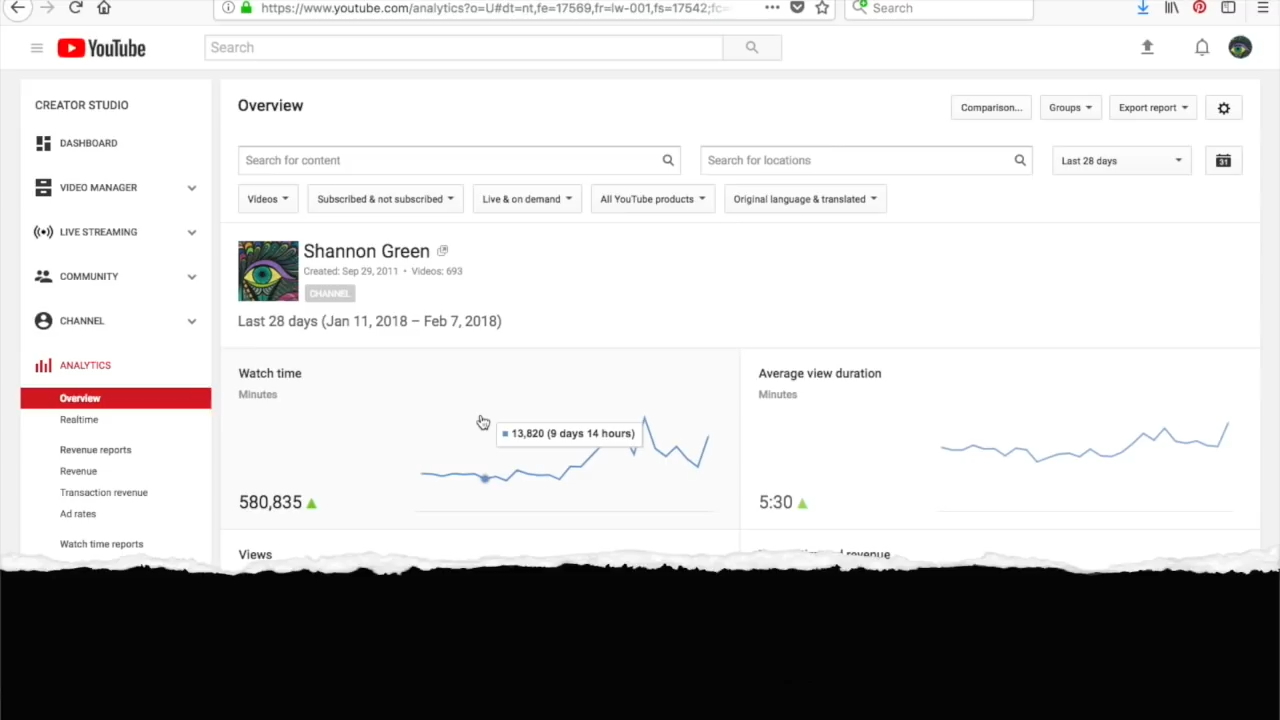 https://www.youtube.com/analytics?o=U#dt=nt,fe=17569,fr=lw-001,fs=17542;fc=
Search
YouTube
Search
CREATOR STUDIO
DASHBOARD
VIDEO MANAGER
LIVE STREAMING
COMMUNITY
CHANNEL
ANALYTICS
Overview
Realtime
Revenue reports
Revenue
Transaction revenue
Ad rates
Watch time reports
Overview
Comparison...
Groups
Export report
Search for content
Search for locations
Last 28 days
31
Videos
Subscribed & not subscribed
Live & on demand
All YouTube products
Original language & translated
Shannon Green
Created: Sep 29, 2011 • Videos: 693
CHANNEL
Last 28 days (Jan 11, 2018 – Feb 7, 2018)
Watch time
Minutes
13,820 (9 days 14 hours)
580,835
Average view duration
Minutes
5:30
Views
revenue